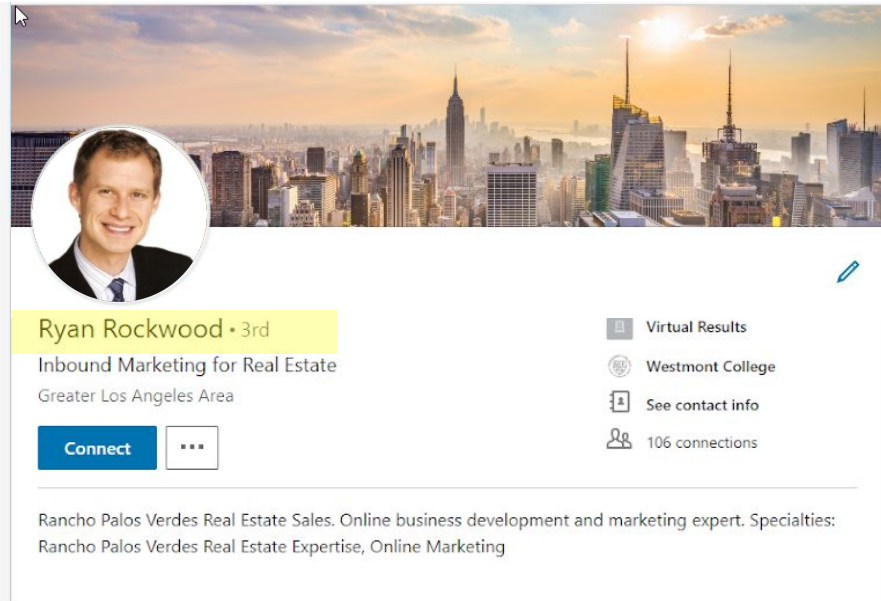 Ryan Rockwood • 3rd
Inbound Marketing for Real Estate
Greater Los Angeles Area
Connect
...
Virtual Results
Westmont College
See contact info
106 connections
Rancho Palos Verdes Real Estate Sales. Online business development and marketing expert. Specialties:
Rancho Palos Verdes Real Estate Expertise, Online Marketing